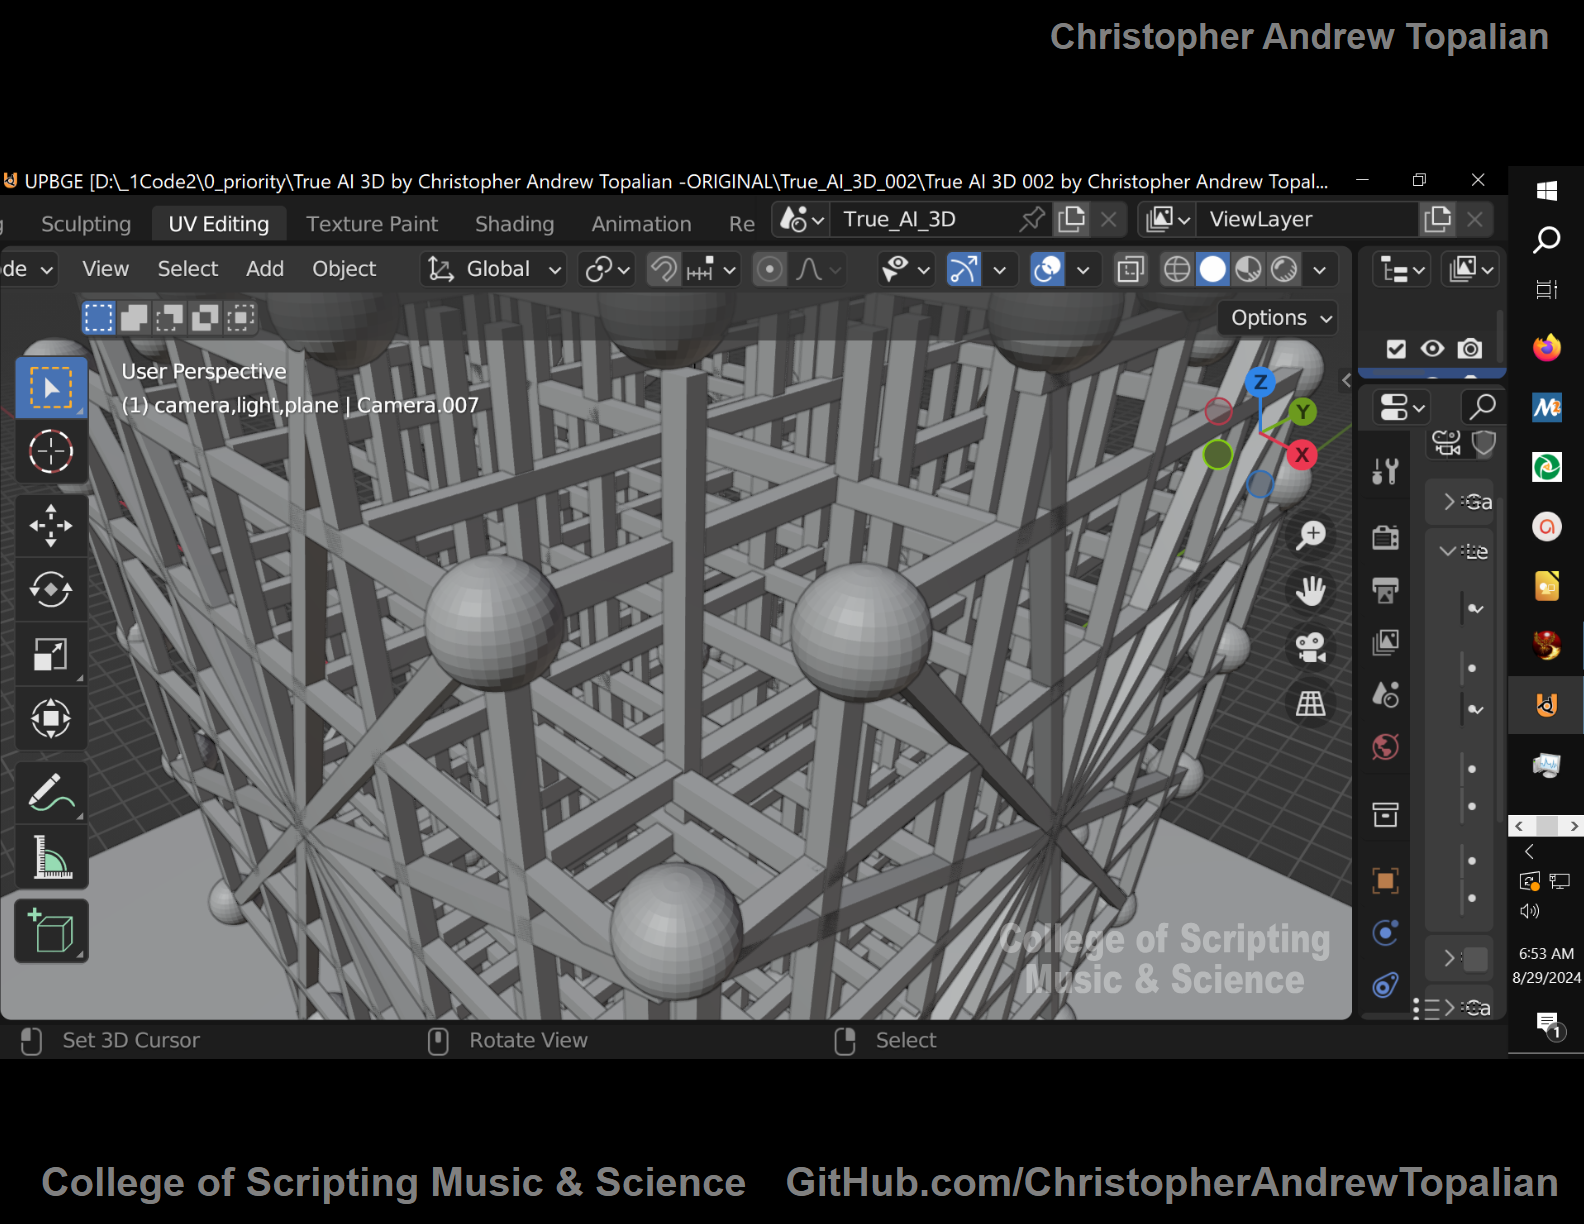 Christopher Andrew Topalian
UPBGE [D:\_1Code2\0_priority\True AI 3D by Christopher Andrew Topalian -ORIGINAL\True_AI_3D_002\True AI 3D 002 by Christopher Andrew Topal...
Sculpting UV Editing Texture Paint Shading Animation Re True_AI_3D ViewLayer
de View Select Add Object Global
Options
User Perspective
(1) camera,light,plane | Camera.007
Z
Y
X
Ga
Le
College of Scripting
Music & Science
6:53 AM
8/29/2024
Ca
1
Set 3D Cursor Rotate View Select
College of Scripting Music & Science GitHub.com/ChristopherAndrewTopalian